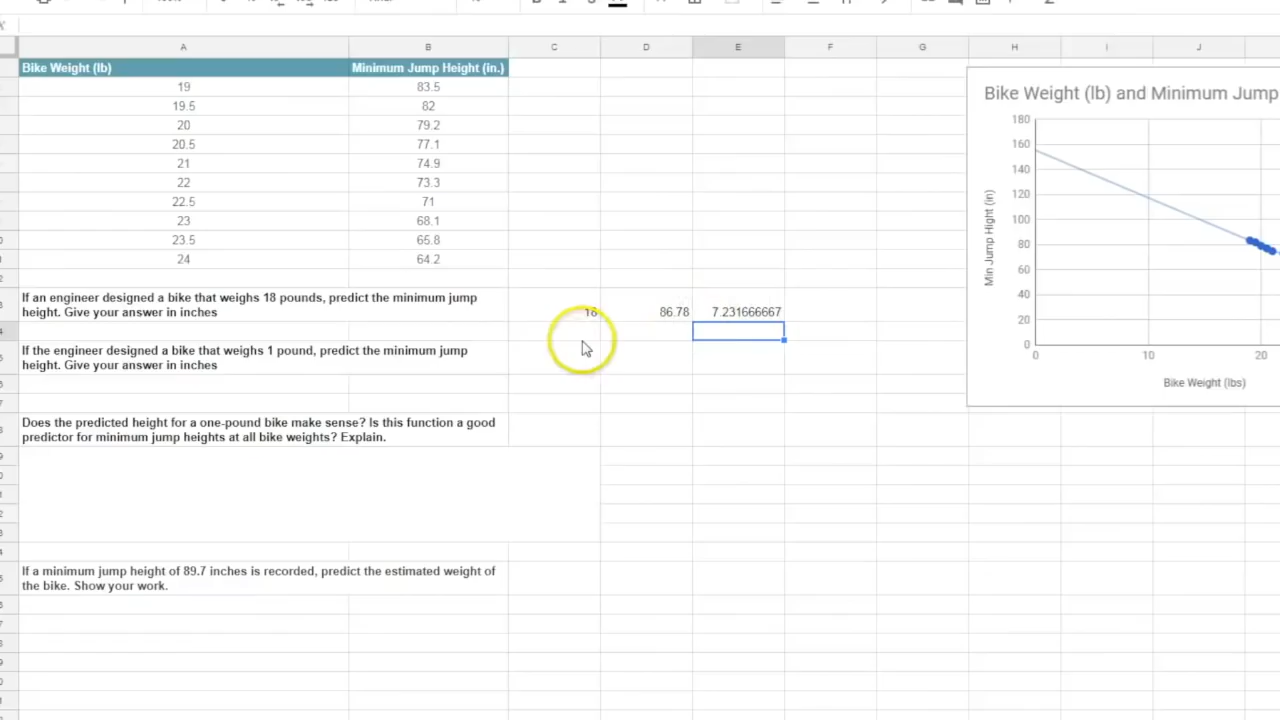 A B C D E F G H I J
Bike Weight (lb) Minimum Jump Height (in.)
19 83.5
19.5 82
20 79.2
20.5 77.1
21 74.9
22 73.3
22.5 71
23 68.1
23.5 65.8
24 64.2
If an engineer designed a bike that weighs 18 pounds, predict the minimum jump
height. Give your answer in inches
18 86.78 7.231666667
If the engineer designed a bike that weighs 1 pound, predict the minimum jump
height. Give your answer in inches
Does the predicted height for a one-pound bike make sense? Is this function a good
predictor for minimum jump heights at all bike weights? Explain.
If a minimum jump height of 89.7 inches is recorded, predict the estimated weight of
the bike. Show your work.
Bike Weight (lb) and Minimum Jump
180
160
140
120
100
80
60
40
20
0
Min Jump Hight (in)
0 10 20
Bike Weight (lbs)